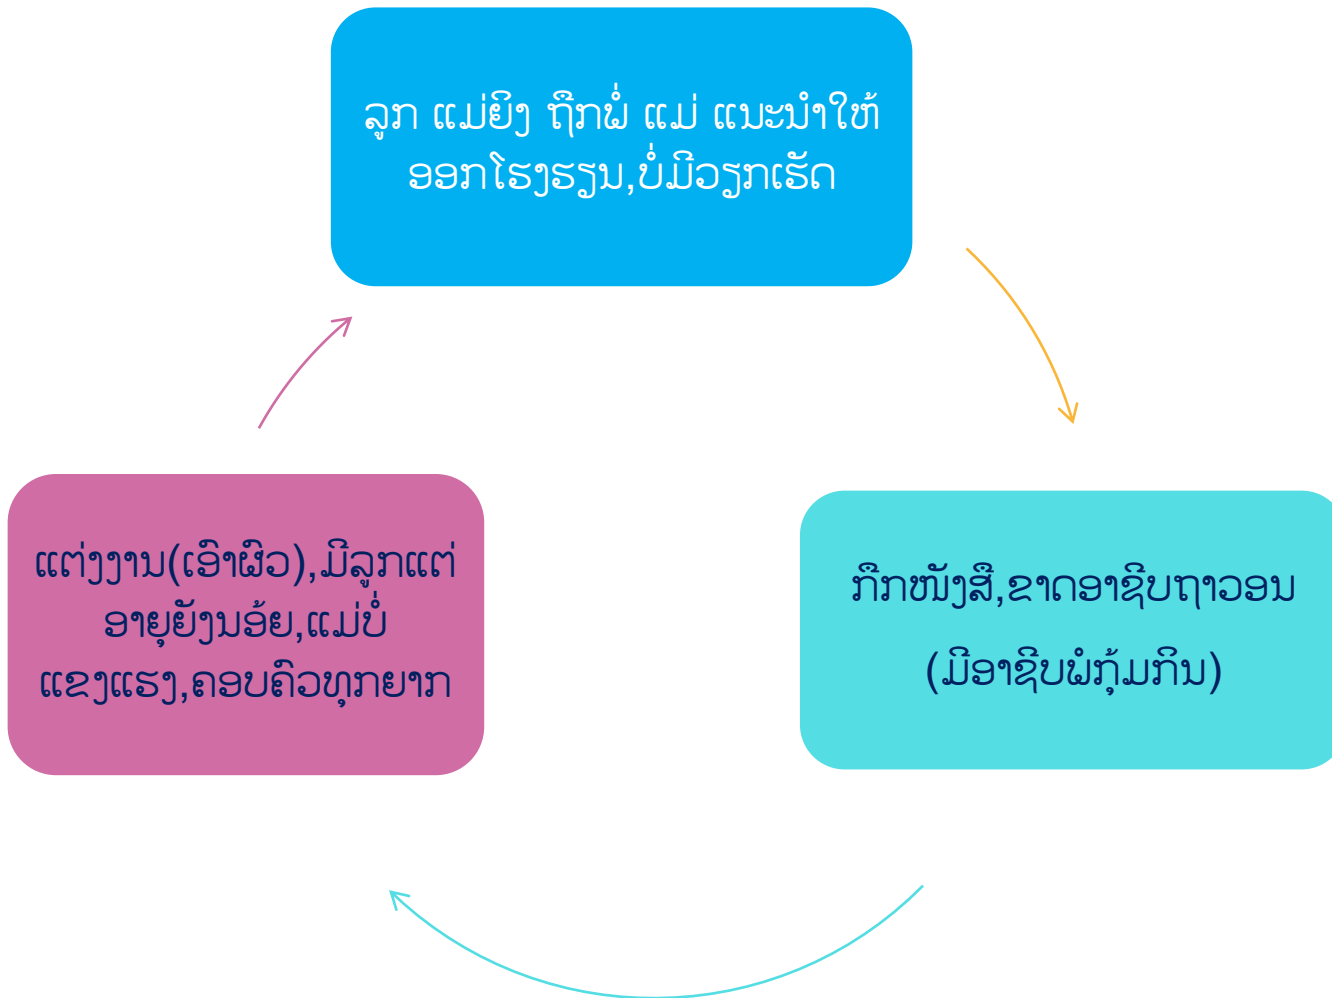 ລູກ ແມ່ຍິງ ຖືກພໍ່ ແມ່ ແນະນໍາໃຫ້
ອອກໂຮງຮຽນ,ບໍ່ມີວຽກເຮັດ
ແຕ່ງງານ(ເອົາຜົວ),ມີລູກແຕ່
ອາຍຸຍັງນອ້ຍ,ແມ່ບໍ່
ແຂງແຮງ,ຄອບຄົວທຸກຍາກ
ກືກໜັງສື,ຂາດອາຊີບຖາວອນ
(ມີອາຊີບພໍກຸ້ມກິນ)